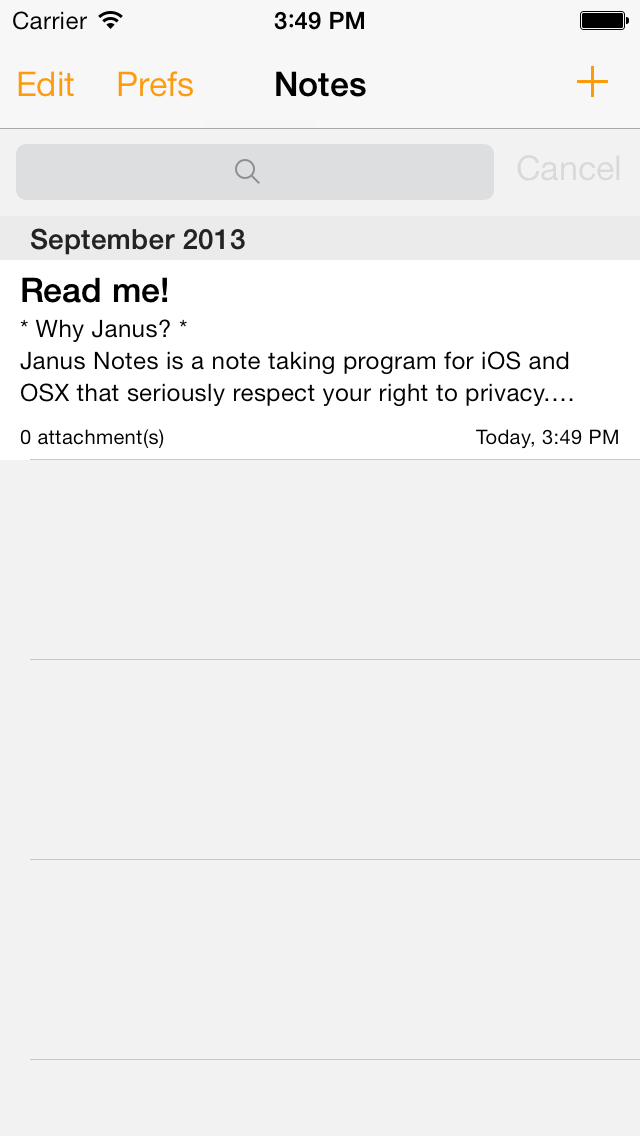 Carrier 3:49 PM
Edit Prefs Notes +
Cancel
September 2013
Read me!
* Why Janus? *
Janus Notes is a note taking program for iOS and
OSX that seriously respect your right to privacy....
0 attachment(s) Today, 3:49 PM